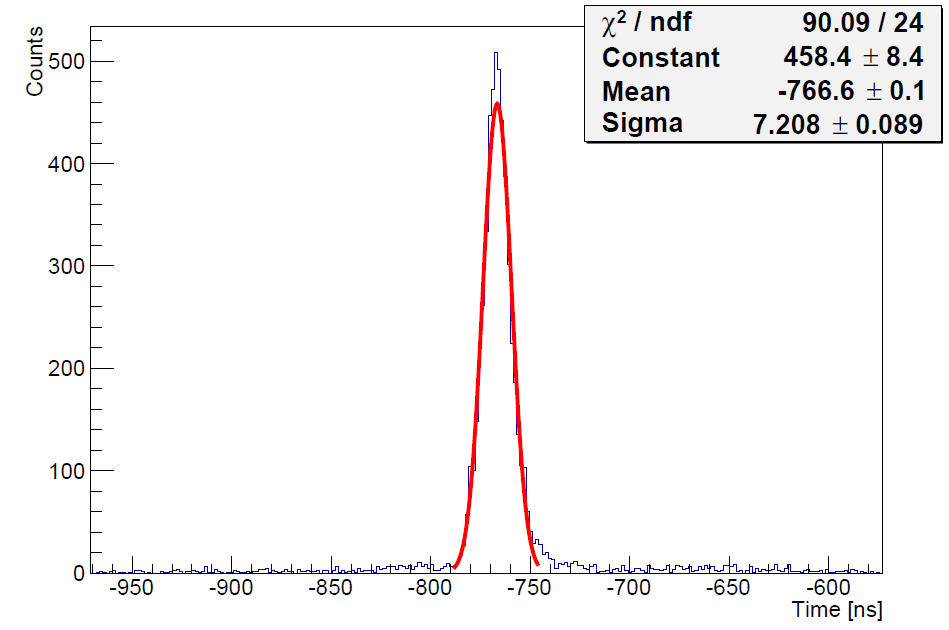 χ² / ndf 90.09 / 24
Constant 458.4 ± 8.4
Mean -766.6 ± 0.1
Sigma 7.208 ± 0.089
Counts
500
400
300
200
100
0
-950 -900 -850 -800 -750 -700 -650 -600
Time [ns]